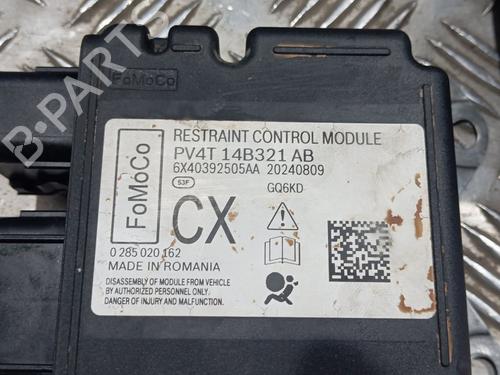 B-PARTS
FoMoCo
RESTRAINT CONTROL MODULE
PV4T 14B321 AB
6X40392505AA 20240809
53F
GQ6KD
FoMoCo
CX
0 285 020 162
MADE IN ROMANIA
DISASSEMBLY OF MODULE FROM VEHICLE
BY AUTHORIZED PERSONNEL ONLY.
DANGER OF INJURY AND MALFUNCTION.